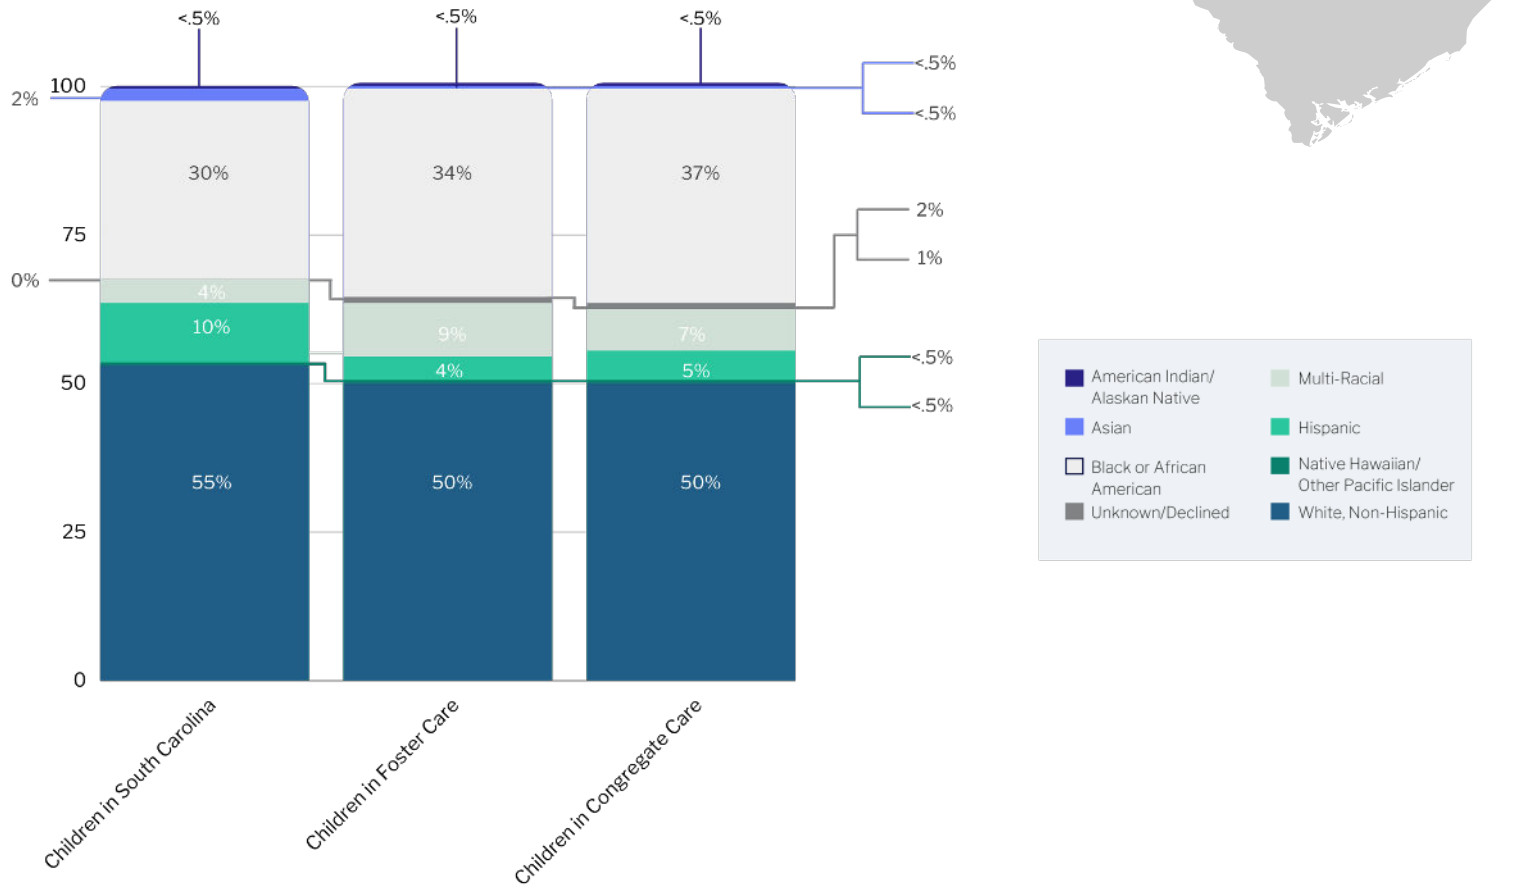 <.5%
<.5%
<.5%
100
2%
<.5%
<.5%
30%
34%
37%
75
2%
1%
0%
4%
10%
9%
7%
4%
5%
<.5%
<.5%
50
55%
50%
50%
25
0
Children in South Carolina
Children in Foster Care
Children in Congregate Care
American Indian/
Alaskan Native
Asian
Black or African
American
Unknown/Declined
Multi-Racial
Hispanic
Native Hawaiian/
Other Pacific Islander
White, Non-Hispanic